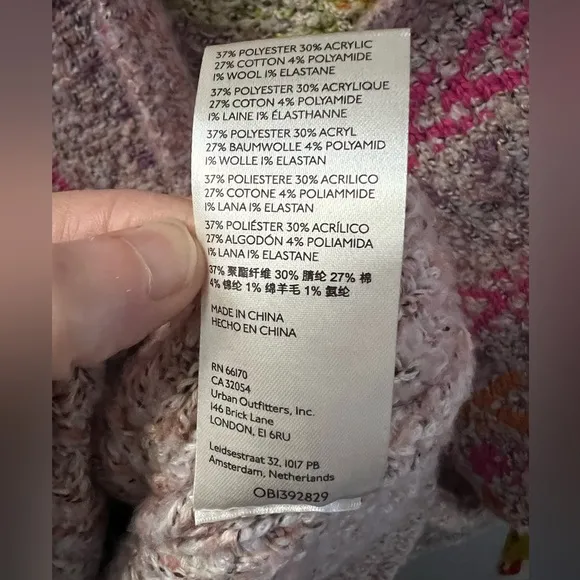 37% POLYESTER 30% ACRYLIC
27% COTTON 4% POLYAMIDE
1% WOOL 1% ELASTANE
37% POLYESTER 30% ACRYLIQUE
27% COTON 4% POLYAMIDE
1% LAINE 1% ÉLASTHANNE
37% POLYESTER 30% ACRYL
27% BAUMWOLLE 4% POLYAMID
1% WOLLE 1% ELASTAN
37% POLIESTERE 30% ACRILICO
27% COTONE 4% POLIAMMIDE
1% LANA 1% ELASTAN
37% POLIÉSTER 30% ACRÍLICO
27% ALGODÓN 4% POLIAMIDA
1% LANA 1% ELASTANE
37% 聚酯纤维 30% 腈纶 27% 棉
4% 锦纶 1% 绵羊毛 1% 氨纶
MADE IN CHINA
HECHO EN CHINA
RN 66170
CA 32054
Urban Outfitters, Inc.
146 Brick Lane
LONDON, E1 6RU
Leidsestraat 32, 1017 PB
Amsterdam, Netherlands
OB1392829